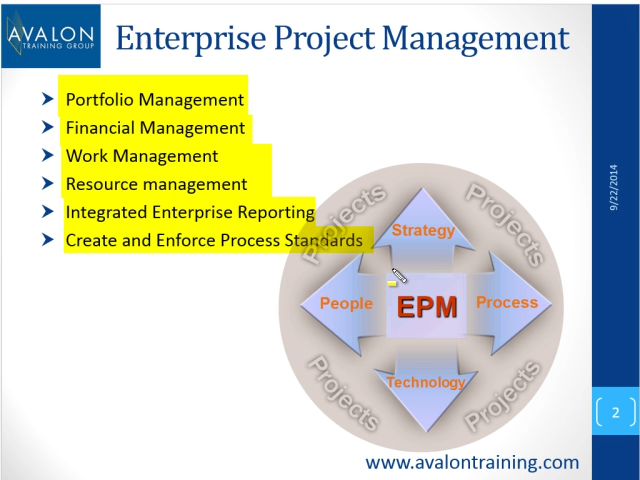 AVALON
TRAINING GROUP
Enterprise Project Management
Portfolio Management
Financial Management
Work Management
Resource management
Integrated Enterprise Reporting
Create and Enforce Process Standards
9/22/2014
Projects
Projects
Strategy
People
EPM
Process
Technology
Projects
Projects
2
www.avalontraining.com